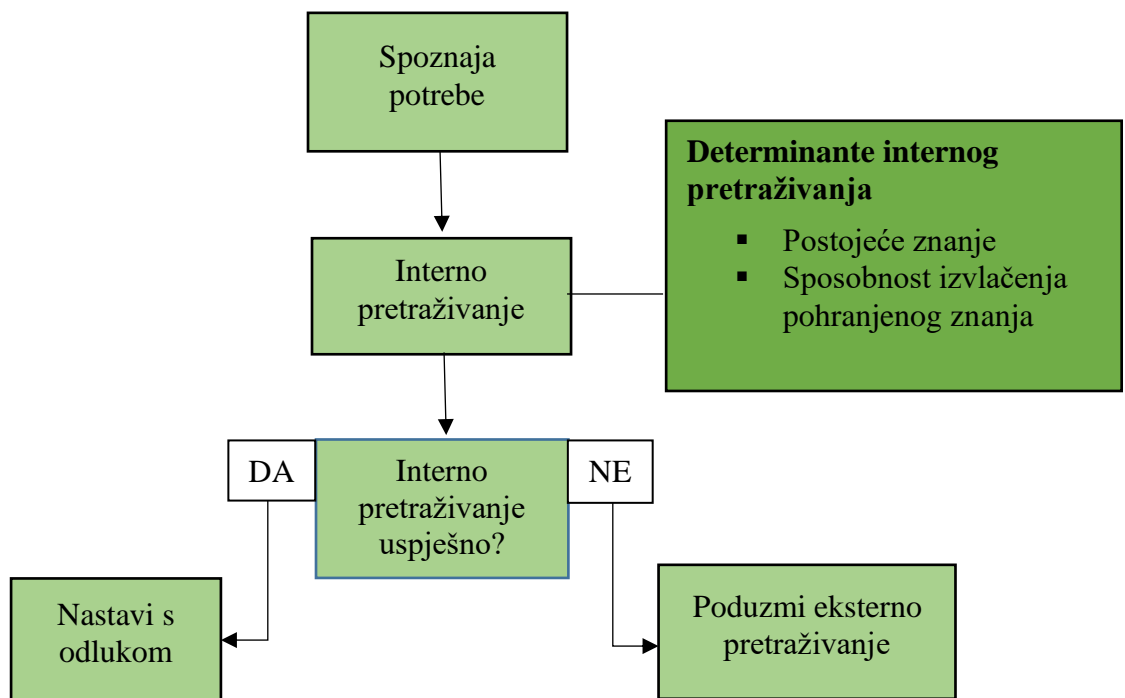 Spoznaja
potrebe
Determinante internog
pretraživanja
▪ Postojeće znanje
▪ Sposobnost izvlačenja
pohranjenog znanja
Interno
pretraživanje
DA
Interno
pretraživanje
uspješno?
NE
Nastavi s
odlukom
Poduzmi eksterno
pretraživanje